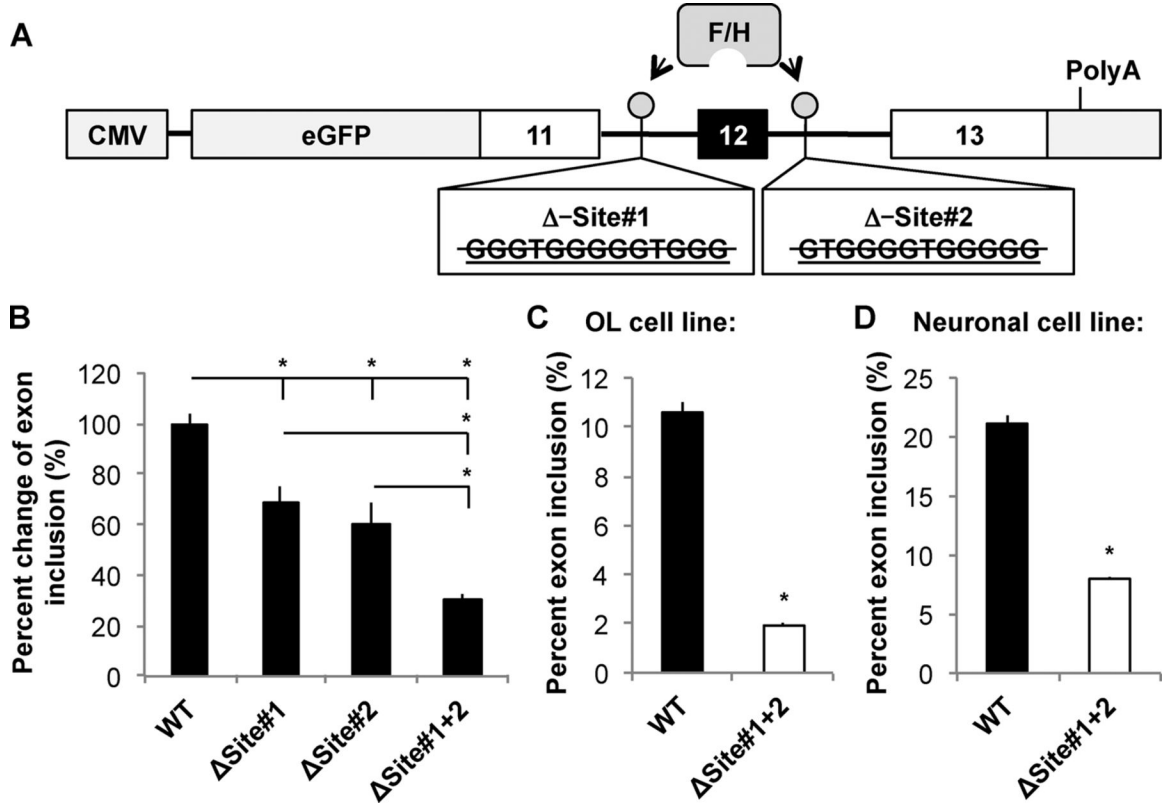 A
F/H
PolyA
CMV
eGFP
11
12
13
Δ–Site#1
GGGTGGGGGTGGG
Δ–Site#2
GTGGGGTGGGGG
B
Percent change of exon
inclusion (%)
120
100
80
60
40
20
0
*
*
*
*
*
WT
ΔSite#1
ΔSite#2
ΔSite#1+2
C
OL cell line:
Percent exon inclusion (%)
12
10
8
6
4
2
0
*
WT
ΔSite#1+2
D
Neuronal cell line:
Percent exon inclusion (%)
25
20
15
10
5
0
*
WT
ΔSite#1+2